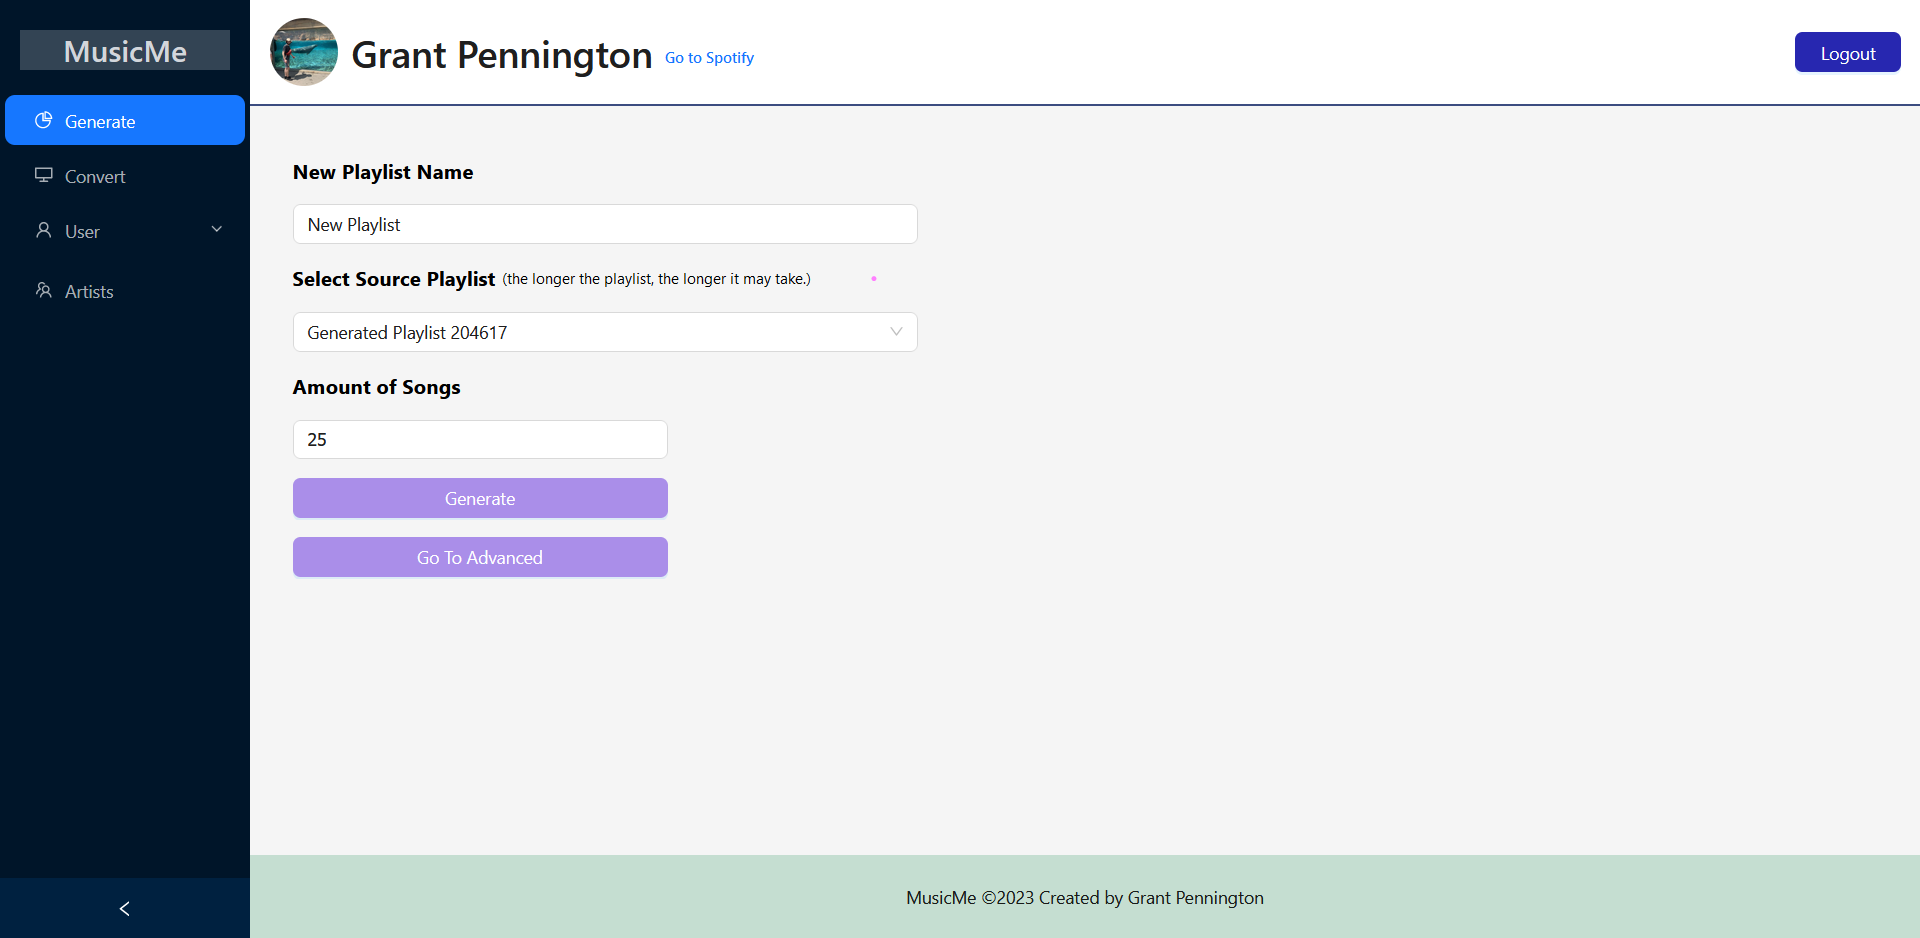 MusicMe
Generate
Convert
User
Artists
Grant Pennington Go to Spotify
Logout
New Playlist Name
New Playlist
Select Source Playlist (the longer the playlist, the longer it may take.)
Generated Playlist 204617
Amount of Songs
25
Generate
Go To Advanced
MusicMe ©2023 Created by Grant Pennington